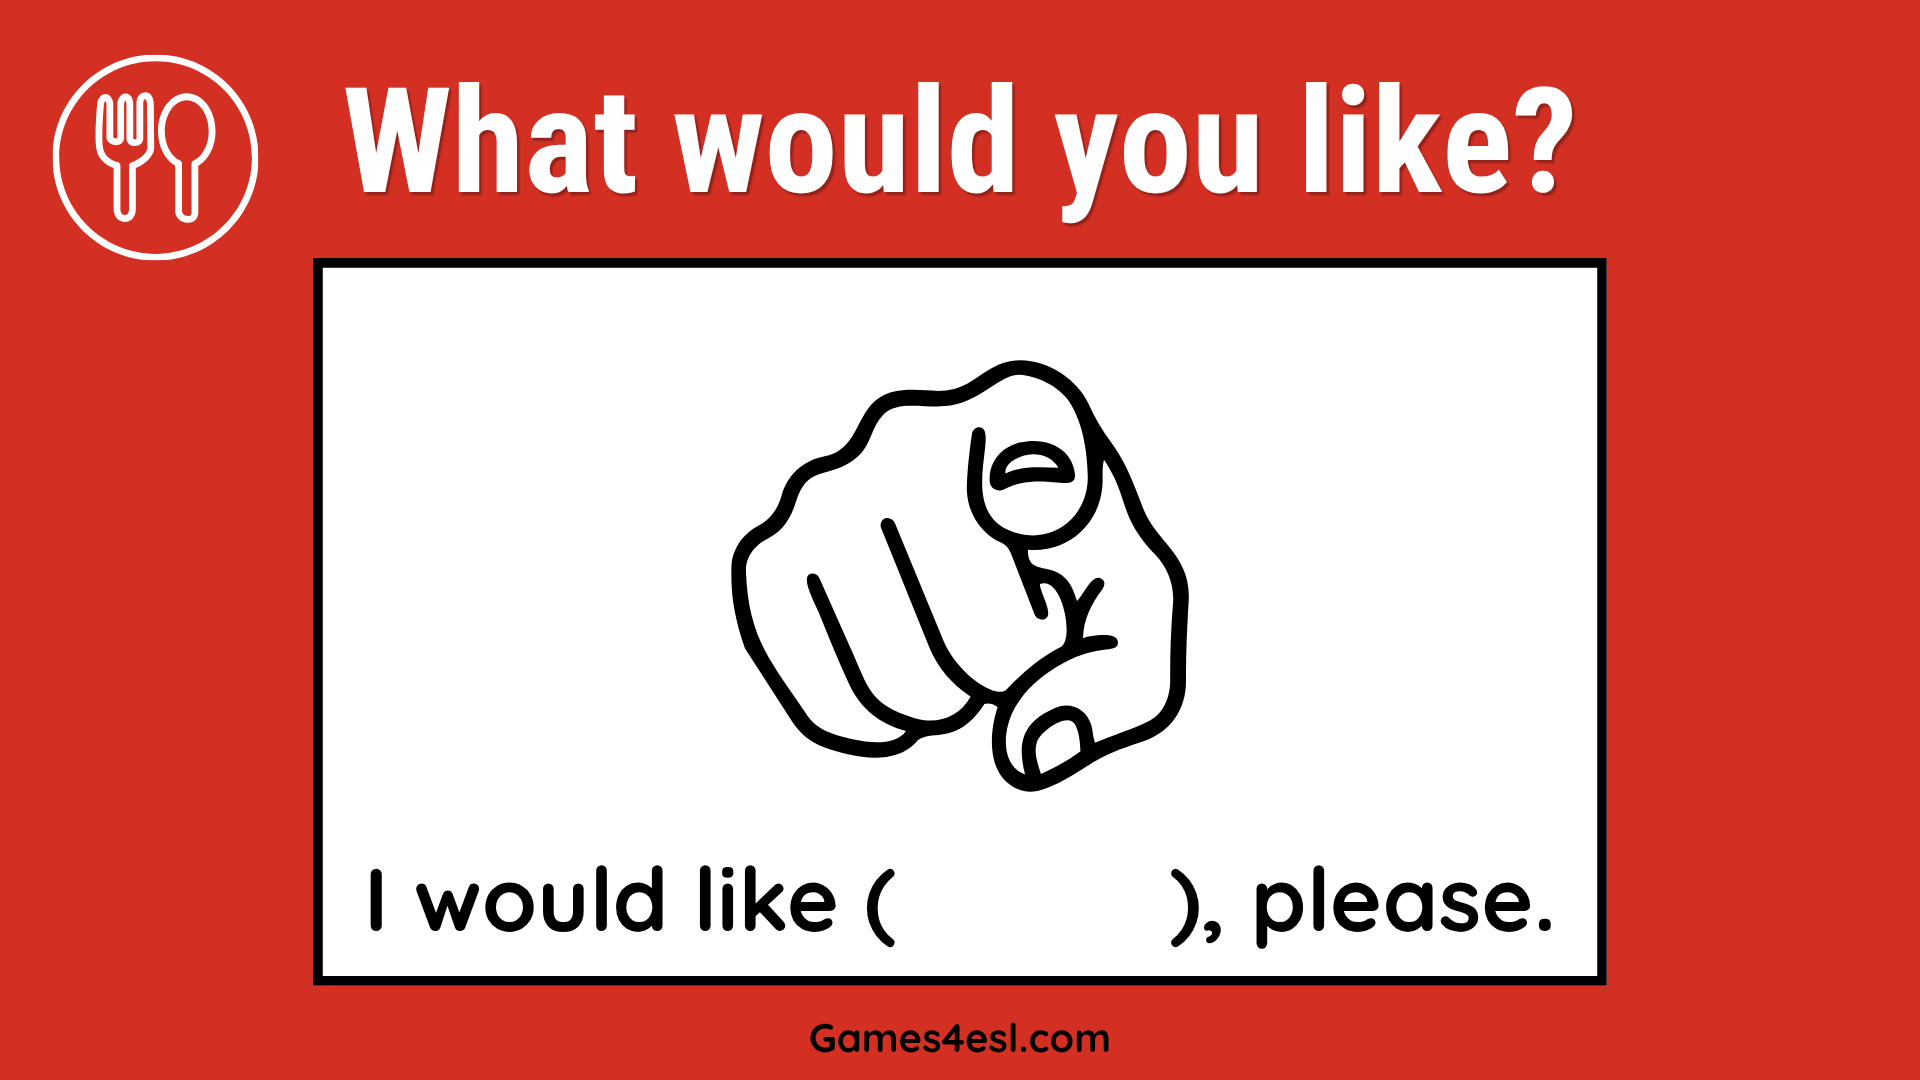 What would you like?
I would like (          ), please.
Games4esl.com